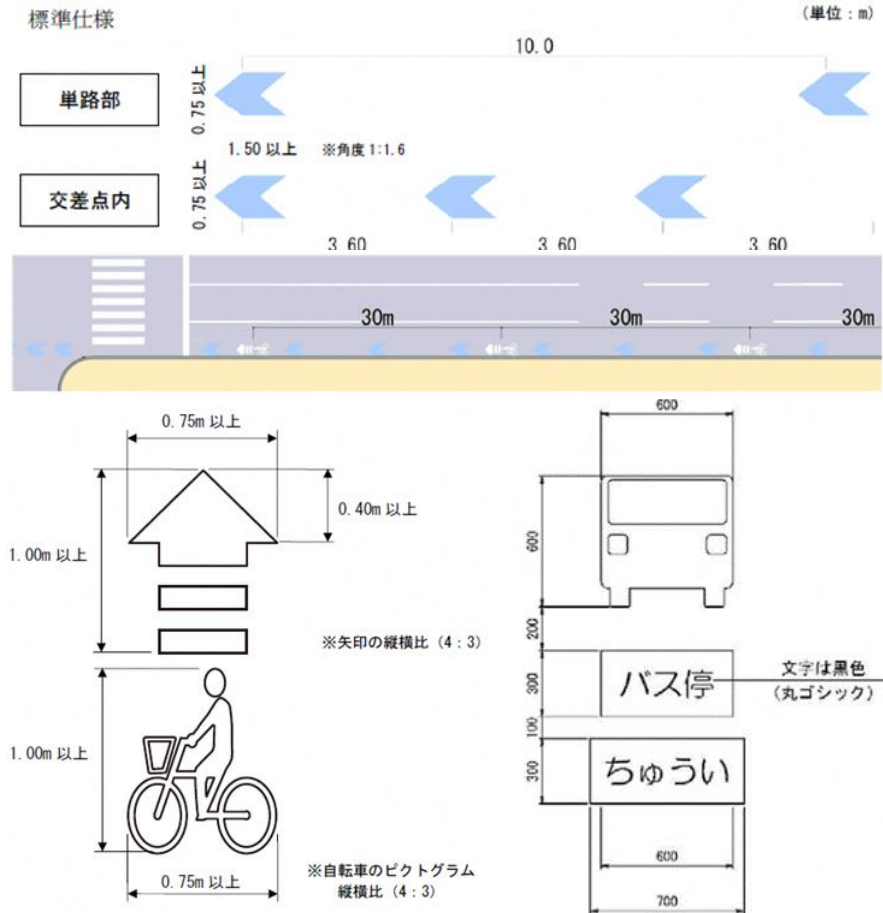 標準仕様
(単位：m)
10.0
単路部
0.75 以上
1.50 以上 ※角度 1:1.6
交差点内
0.75 以上
3.60 3.60 3.60
30m 30m 30m
0.75m 以上
0.40m 以上
1.00m 以上
※矢印の縦横比（4：3）
1.00m 以上
0.75m 以上
※自転車のピクトグラム
縦横比（4：3）
600
600
200
300
バス停
文字は黒色
（丸ゴシック）
100
300
ちゅうい
600
700